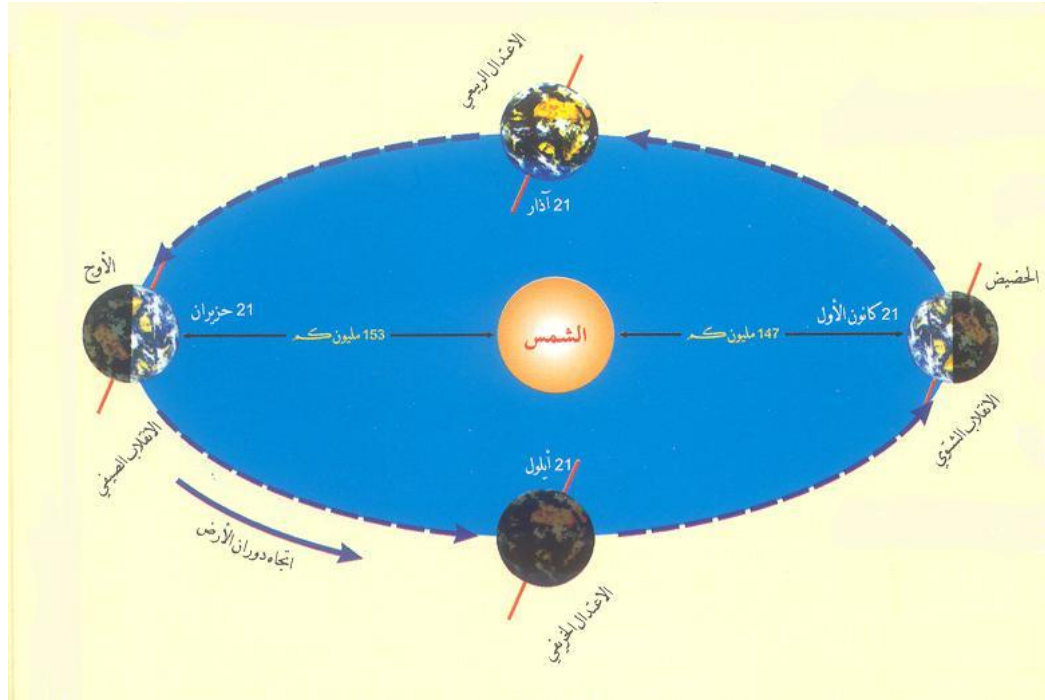 الاعتدال الربيعي
21 آذار
الحضيض
21 كانون الأول
147 مليون كم
الشمس
153 مليون كم
21 حزيران
الأوج
الانقلاب الشتوي
الانقلاب الصيفي
21 أيلول
اتجاه دوران الأرض
الاعتدال الخريفي